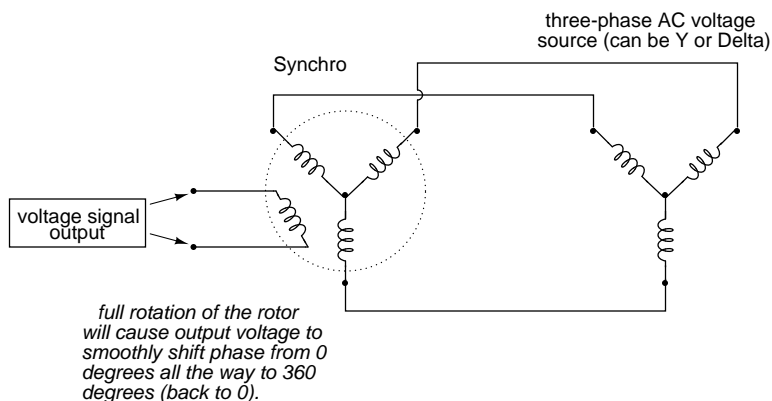 three-phase AC voltage
source (can be Y or Delta)
Synchro
voltage signal
output
full rotation of the rotor
will cause output voltage to
smoothly shift phase from 0
degrees all the way to 360
degrees (back to 0).